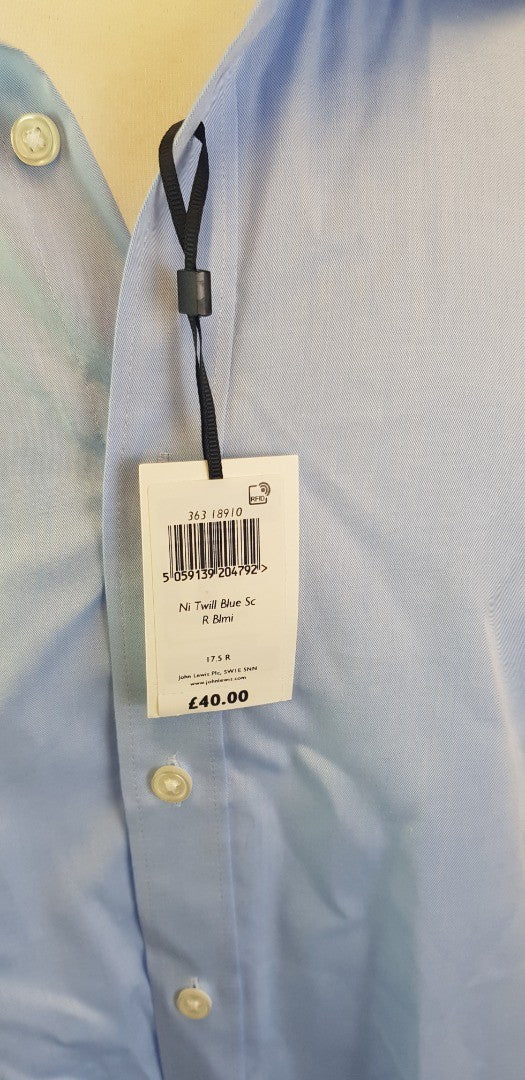 RFID
363 18910
5 059139 204792 >
Ni Twill Blue Sc
R Blmi
17.5 R
John Lewis Plc, SW1E 5NN
www.johnlewis.com
£40.00